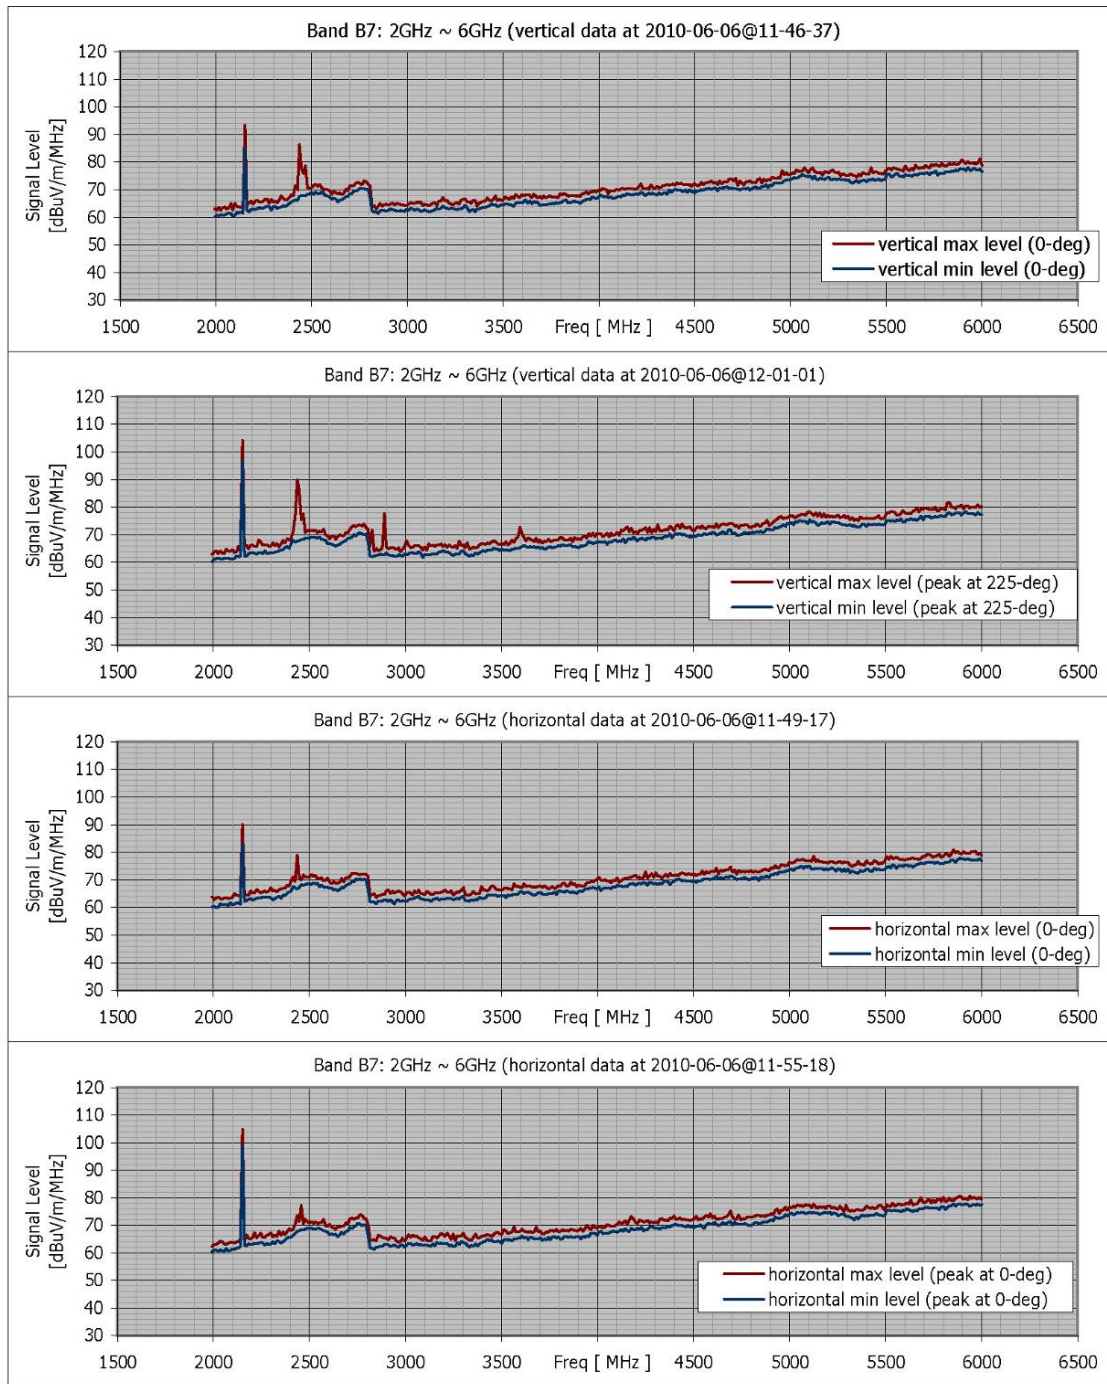 Band B7: 2GHz ~ 6GHz (vertical data at 2010-06-06@11-46-37)
120
110
100
90
80
70
60
50
40
30
Signal Level
[dBuV/m/MHz]
vertical max level (0-deg)
vertical min level (0-deg)
1500 2000 2500 3000 3500 Freq [ MHz ] 4500 5000 5500 6000 6500
Band B7: 2GHz ~ 6GHz (vertical data at 2010-06-06@12-01-01)
120
110
100
90
80
70
60
50
40
30
Signal Level
[dBuV/m/MHz]
vertical max level (peak at 225-deg)
vertical min level (peak at 225-deg)
1500 2000 2500 3000 3500 Freq [ MHz ] 4500 5000 5500 6000 6500
Band B7: 2GHz ~ 6GHz (horizontal data at 2010-06-06@11-49-17)
120
110
100
90
80
70
60
50
40
30
Signal Level
[dBuV/m/MHz]
horizontal max level (0-deg)
horizontal min level (0-deg)
1500 2000 2500 3000 3500 Freq [ MHz ] 4500 5000 5500 6000 6500
Band B7: 2GHz ~ 6GHz (horizontal data at 2010-06-06@11-55-18)
120
110
100
90
80
70
60
50
40
30
Signal Level
[dBuV/m/MHz]
horizontal max level (peak at 0-deg)
horizontal min level (peak at 0-deg)
1500 2000 2500 3000 3500 Freq [ MHz ] 4500 5000 5500 6000 6500